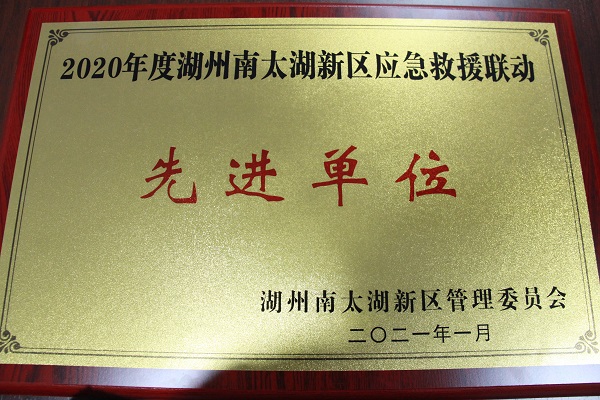 2020年度湖州南太湖新区应急救援联动
先进单位
湖州南太湖新区管理委员会
二〇二一年一月